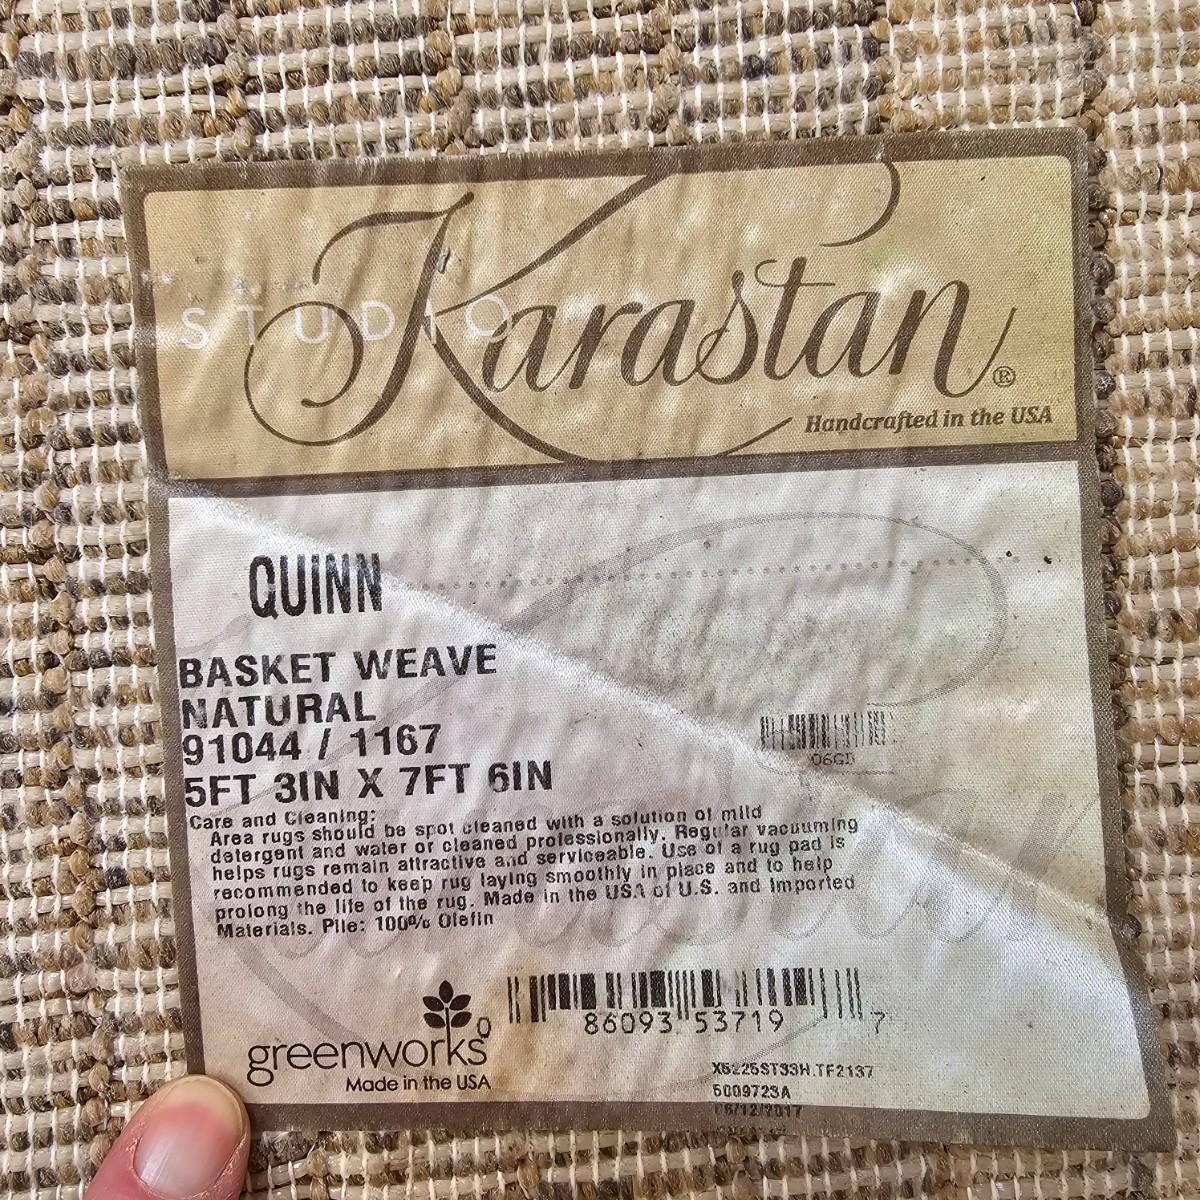 STUDIO
Karastan®
Handcrafted in the USA
QUINN
BASKET WEAVE
NATURAL
91044 / 1167
5FT 3IN X 7FT 6IN
Care and Cleaning:
Area rugs should be spot cleaned with a solution of mild
detergent and water or cleaned professionally. Regular vacuuming
helps rugs remain attractive and serviceable. Use of a rug pad is
recommended to keep rug laying smoothly in place and to help
prolong the life of the rug. Made in the USA of U.S. and Imported
Materials. Pile: 100% Olefin
06GD
0 86093 53719 7
greenworks
Made in the USA
X5225ST33H.TF2137
5009723A
06/12/2017